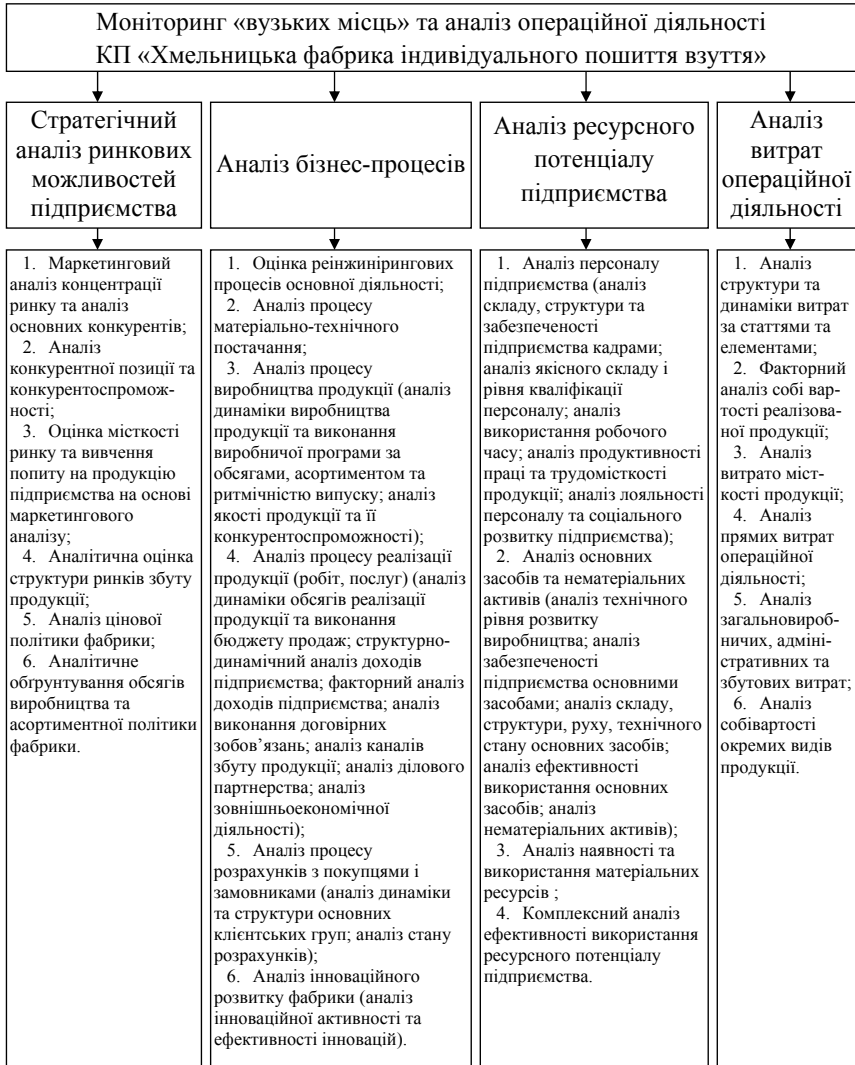 Моніторинг «вузьких місць» та аналіз операційної діяльності
КП «Хмельницька фабрика індивідуального пошиття взуття»
Стратегічний
аналіз ринкових
можливостей
підприємства
Аналіз бізнес-процесів
Аналіз ресурсного
потенціалу
підприємства
Аналіз
витрат
операційної
діяльності
1. Маркетинговий
аналіз концентрації
ринку та аналіз
основних конкурентів;
2. Аналіз
конкурентної позиції та
конкурентоспромож-
ності;
3. Оцінка місткості
ринку та вивчення
попиту на продукцію
підприємства на основі
маркетингового
аналізу;
4. Аналітична оцінка
структури ринків збуту
продукції;
5. Аналіз цінової
політики фабрики;
6. Аналітичне
обґрунтування обсягів
виробництва та
асортиментної політики
фабрики.
1. Оцінка реінжинірингових
процесів основної діяльності;
2. Аналіз процесу
матеріально-технічного
постачання;
3. Аналіз процесу
виробництва продукції (аналіз
динаміки виробництва
продукції та виконання
виробничої програми за
обсягами, асортиментом та
ритмічністю випуску; аналіз
якості продукції та її
конкурентоспроможності);
4. Аналіз процесу реалізації
продукції (робіт, послуг) (аналіз
динаміки обсягів реалізації
продукції та виконання
бюджету продаж; структурно-
динамічний аналіз доходів
підприємства; факторний аналіз
доходів підприємства; аналіз
виконання договірних
зобов’язань; аналіз каналів
збуту продукції; аналіз ділового
партнерства; аналіз
зовнішньоекономічної
діяльності);
5. Аналіз процесу
розрахунків з покупцями і
замовниками (аналіз динаміки
та структури основних
клієнтських груп; аналіз стану
розрахунків);
6. Аналіз інноваційного
розвитку фабрики (аналіз
інноваційної активності та
ефективності інновацій).
1. Аналіз персоналу
підприємства (аналіз
складу, структури та
забезпеченості
підприємства кадрами;
аналіз якісного складу і
рівня кваліфікації
персоналу; аналіз
використання робочого
часу; аналіз продуктивності
праці та трудомісткості
продукції; аналіз лояльності
персоналу та соціального
розвитку підприємства);
2. Аналіз основних
засобів та нематеріальних
активів (аналіз технічного
рівня розвитку
виробництва; аналіз
забезпеченості
підприємства основними
засобами; аналіз складу,
структури, руху, технічного
стану основних засобів;
аналіз ефективності
використання основних
засобів; аналіз
нематеріальних активів);
3. Аналіз наявності та
використання матеріальних
ресурсів ;
4. Комплексний аналіз
ефективності використання
ресурсного потенціалу
підприємства.
1. Аналіз
структури та
динаміки витрат
за статтями та
елементами;
2. Факторний
аналіз собі вар-
тості реалізова-
ної продукції;
3. Аналіз
витрато міст-
кості продукції;
4. Аналіз
прямих витрат
операційної
діяльності;
5. Аналіз
загальновироб-
ничих, адміні-
стративних та
збутових витрат;
6. Аналіз
собівартості
окремих видів
продукції.